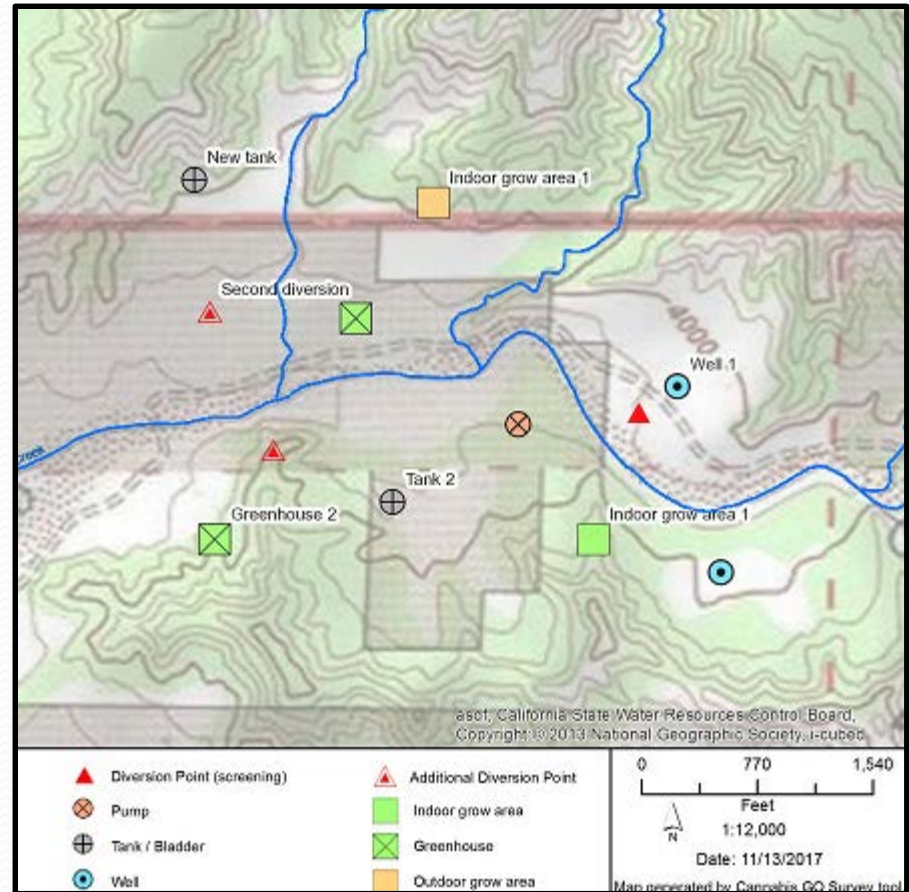 New tank
Indoor grow area 1
Second diversion
4000
Well 1
Tank 2
Greenhouse 2
Indoor grow area 1
ascf, California State Water Resources Control Board,
Copyright:© 2013 National Geographic Society, i-cubed
Diversion Point (screening)
Additional Diversion Point
Pump
Indoor grow area
Tank / Bladder
Greenhouse
Well
Outdoor grow area
0 770 1,540
Feet
N
1:12,000
Date: 11/13/2017
Map generated by Cannabis GO Survey tool